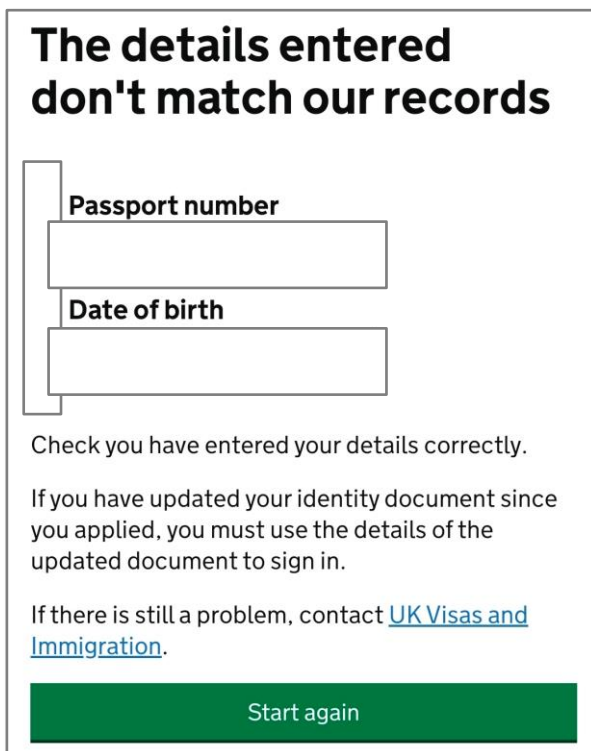 The details entered
don't match our records
Passport number
Date of birth
Check you have entered your details correctly.
If you have updated your identity document since
you applied, you must use the details of the
updated document to sign in.
If there is still a problem, contact UK Visas and
Immigration.
Start again